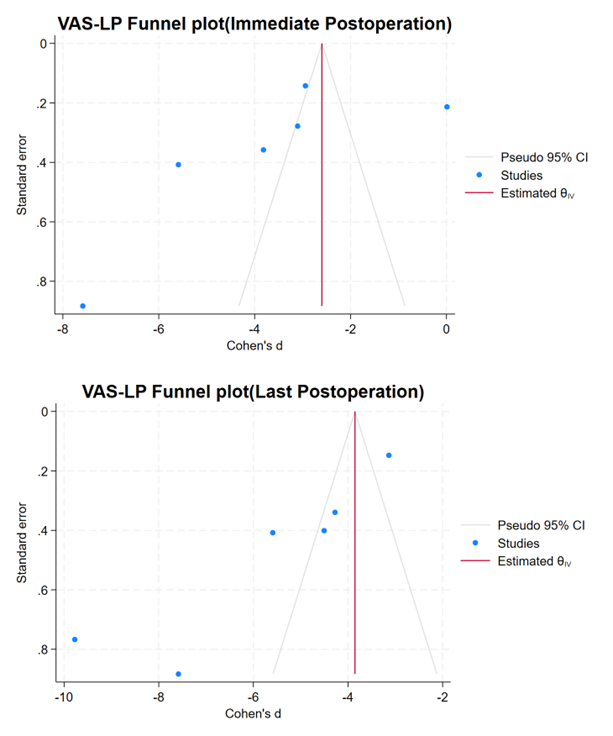 VAS-LP Funnel plot(Immediate Postoperation)
0
.2
.4
.6
.8
Standard error
-8 -6 -4 -2 0
Cohen's d
Pseudo 95% CI
Studies
Estimated θIV
VAS-LP Funnel plot(Last Postoperation)
0
.2
.4
.6
.8
Standard error
-10 -8 -6 -4 -2
Cohen's d
Pseudo 95% CI
Studies
Estimated θIV